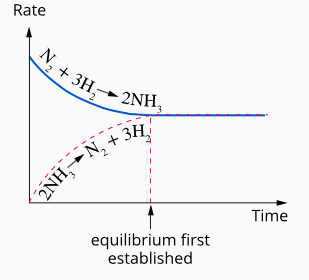 Rate
N₂ + 3H₂ → 2NH₃
2NH₃ → N₂ + 3H₂
Time
equilibrium first
established